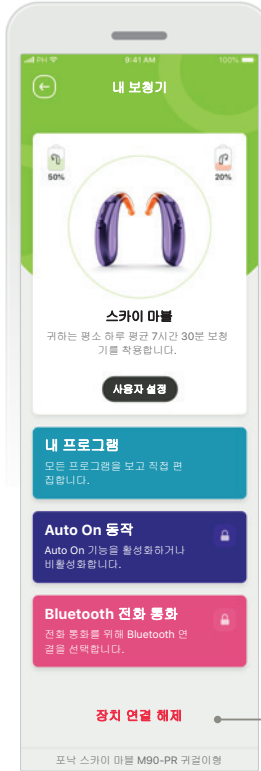 PH
9:41 AM
100%
내 보청기
50%
20%
스카이 마블
귀하는 평소 하루 평균 7시간 30분 보청
기를 착용합니다.
사용자 설정
내 프로그램
모든 프로그램을 보고 직접 편
집합니다.
Auto On 동작
Auto On 기능을 활성화하거나
비활성화합니다.
Bluetooth 전화 통화
전화 통화를 위해 Bluetooth 연
결을 선택합니다.
장치 연결 해제
포낙 스카이 마블 M90-PR 귀걸이형